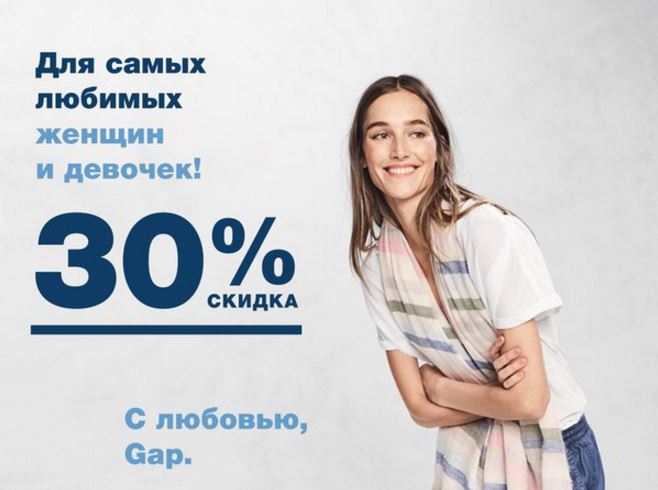 Для самых
любимых
женщин
и девочек!
30%
СКИДКА
С любовью,
Gap.